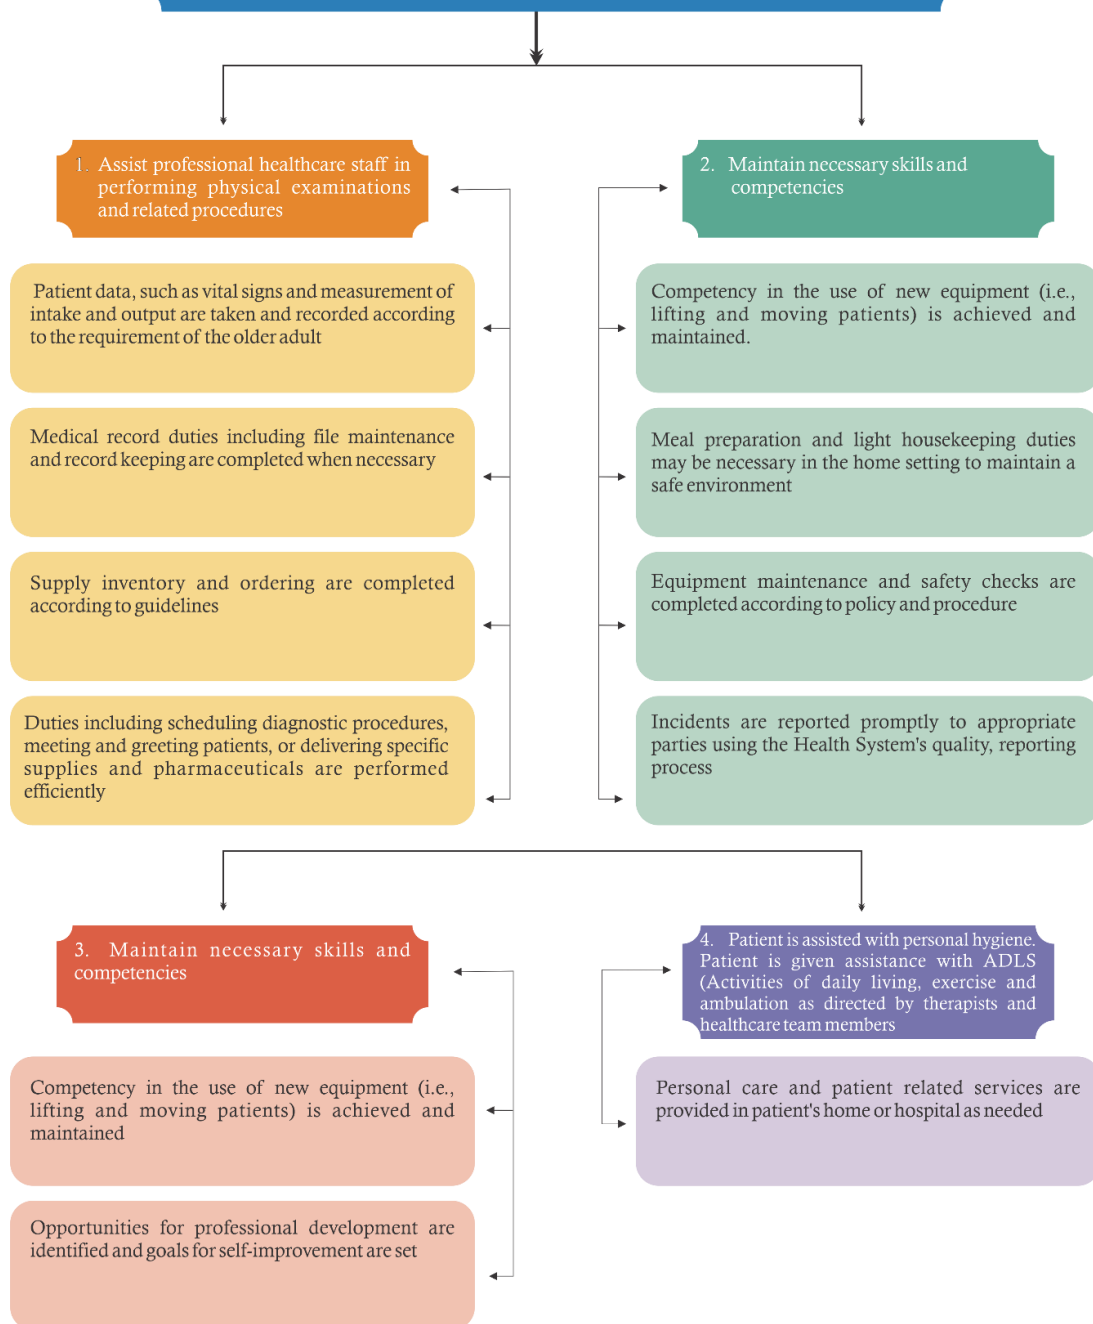 1. Assist professional healthcare staff in
performing physical examinations
and related procedures
2. Maintain necessary skills and
competencies
Patient data, such as vital signs and measurement of
intake and output are taken and recorded according
to the requirement of the older adult
Competency in the use of new equipment (i.e.,
lifting and moving patients) is achieved and
maintained.
Medical record duties including file maintenance
and record keeping are completed when necessary
Meal preparation and light housekeeping duties
may be necessary in the home setting to maintain a
safe environment
Supply inventory and ordering are completed
according to guidelines
Equipment maintenance and safety checks are
completed according to policy and procedure
Duties including scheduling diagnostic procedures,
meeting and greeting patients, or delivering specific
supplies and pharmaceuticals are performed
efficiently
Incidents are reported promptly to appropriate
parties using the Health System's quality, reporting
process
3. Maintain necessary skills and
competencies
4. Patient is assisted with personal hygiene.
Patient is given assistance with ADLS
(Activities of daily living, exercise and
ambulation as directed by therapists and
healthcare team members
Competency in the use of new equipment (i.e.,
lifting and moving patients) is achieved and
maintained
Personal care and patient related services are
provided in patient's home or hospital as needed
Opportunities for professional development are
identified and goals for self-improvement are set